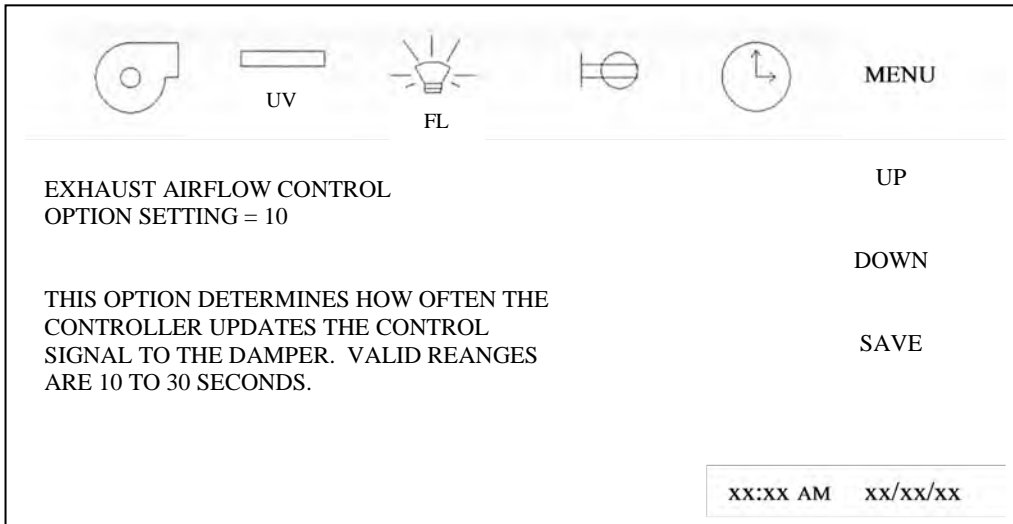 UV
FL
MENU
EXHAUST AIRFLOW CONTROL
OPTION SETTING = 10
THIS OPTION DETERMINES HOW OFTEN THE
CONTROLLER UPDATES THE CONTROL
SIGNAL TO THE DAMPER. VALID REANGES
ARE 10 TO 30 SECONDS.
UP
DOWN
SAVE
xx:xx AM xx/xx/xx